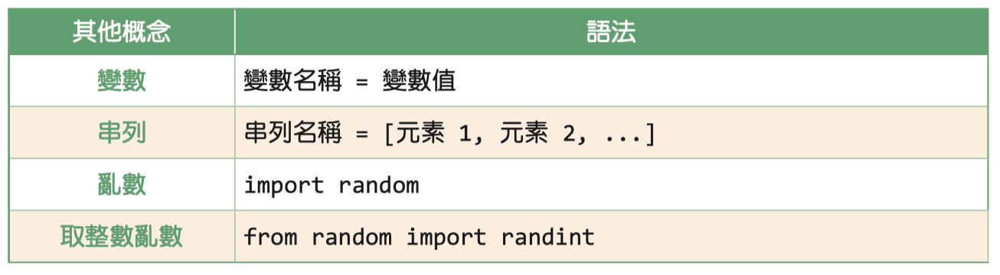 其他概念 語法
變數 變數名稱 = 變數值
串列 串列名稱 = [元素 1, 元素 2, ...]
亂數 import random
取整數亂數 from random import randint